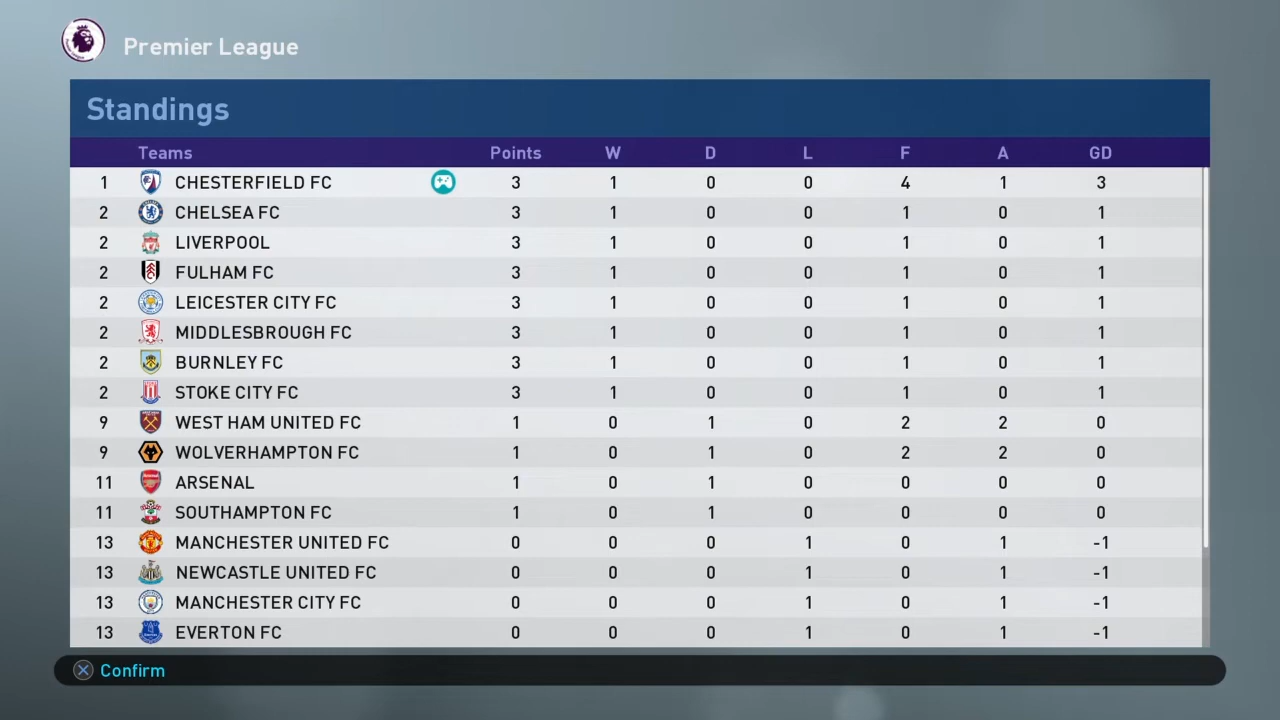 Premier League
Standings
Teams Points W D L F A GD
1 CHESTERFIELD FC 3 1 0 0 4 1 3
2 CHELSEA FC 3 1 0 0 1 0 1
2 LIVERPOOL 3 1 0 0 1 0 1
2 FULHAM FC 3 1 0 0 1 0 1
2 LEICESTER CITY FC 3 1 0 0 1 0 1
2 MIDDLESBROUGH FC 3 1 0 0 1 0 1
2 BURNLEY FC 3 1 0 0 1 0 1
2 STOKE CITY FC 3 1 0 0 1 0 1
9 WEST HAM UNITED FC 1 0 1 0 2 2 0
9 WOLVERHAMPTON FC 1 0 1 0 2 2 0
11 ARSENAL 1 0 1 0 0 0 0
11 SOUTHAMPTON FC 1 0 1 0 0 0 0
13 MANCHESTER UNITED FC 0 0 0 1 0 1 -1
13 NEWCASTLE UNITED FC 0 0 0 1 0 1 -1
13 MANCHESTER CITY FC 0 0 0 1 0 1 -1
13 EVERTON FC 0 0 0 1 0 1 -1
Confirm